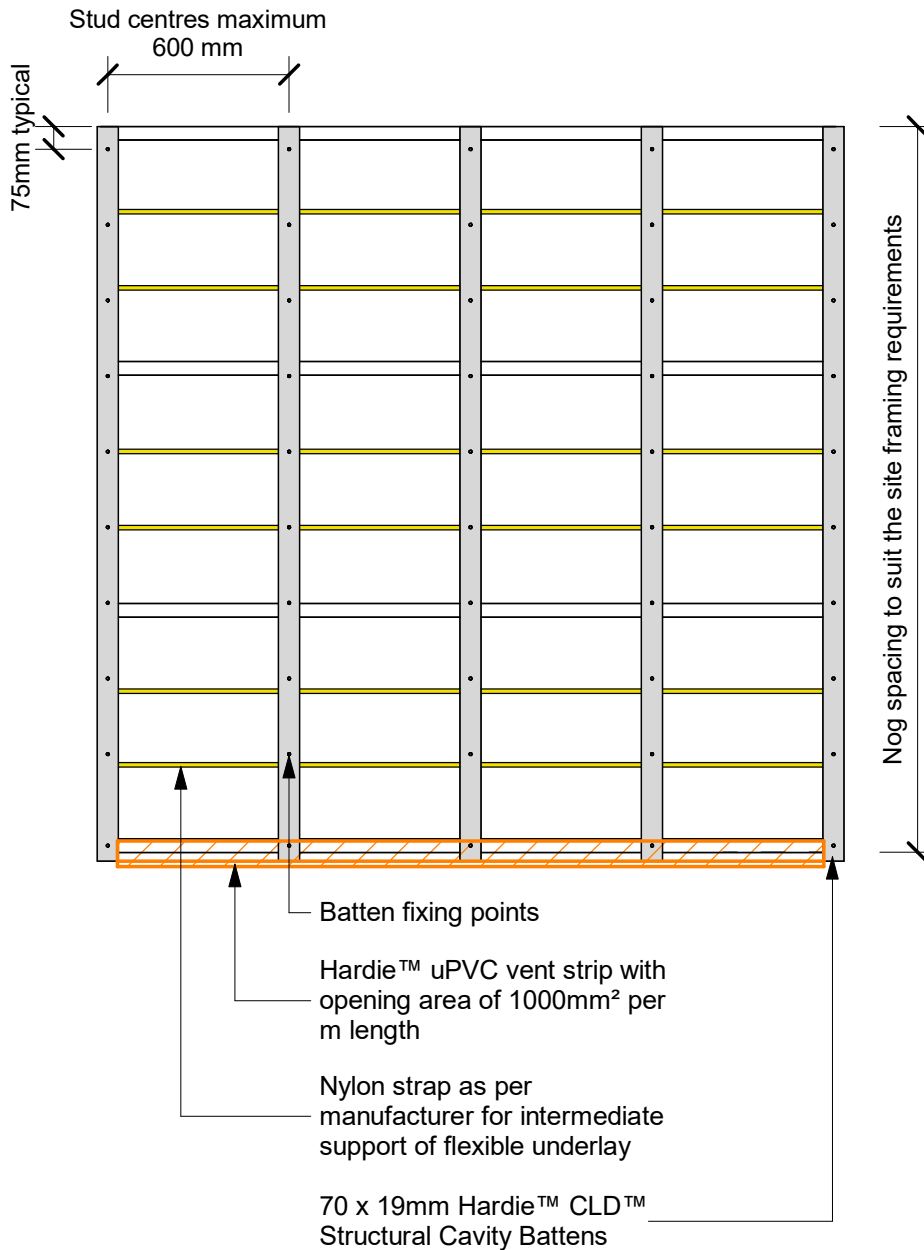 Stud centres maximum
600 mm
75mm typical
Nog spacing to suit the site framing requirements
Batten fixing points
Hardie™ uPVC vent strip with
opening area of 1000mm² per
m length
Nylon strap as per
manufacturer for intermediate
support of flexible underlay
70 x 19mm Hardie™ CLD™
Structural Cavity Battens